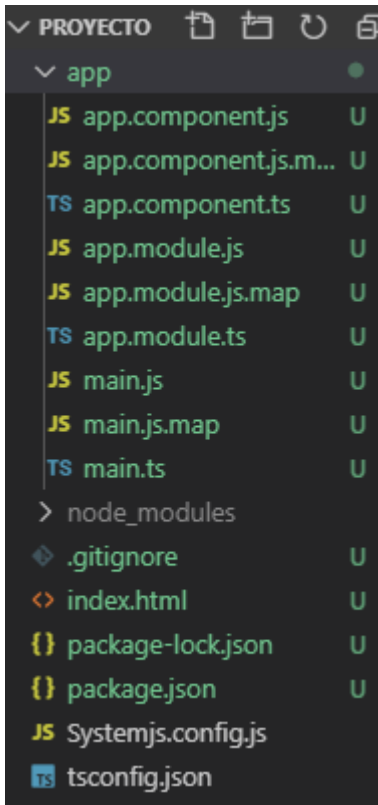 PROYECTO
app
JS app.component.js U
JS app.component.js.m... U
TS app.component.ts U
JS app.module.js U
JS app.module.js.map U
TS app.module.ts U
JS main.js U
JS main.js.map U
TS main.ts U
node_modules
.gitignore U
<> index.html U
{} package-lock.json U
{} package.json U
JS Systemjs.config.js
TS tsconfig.json